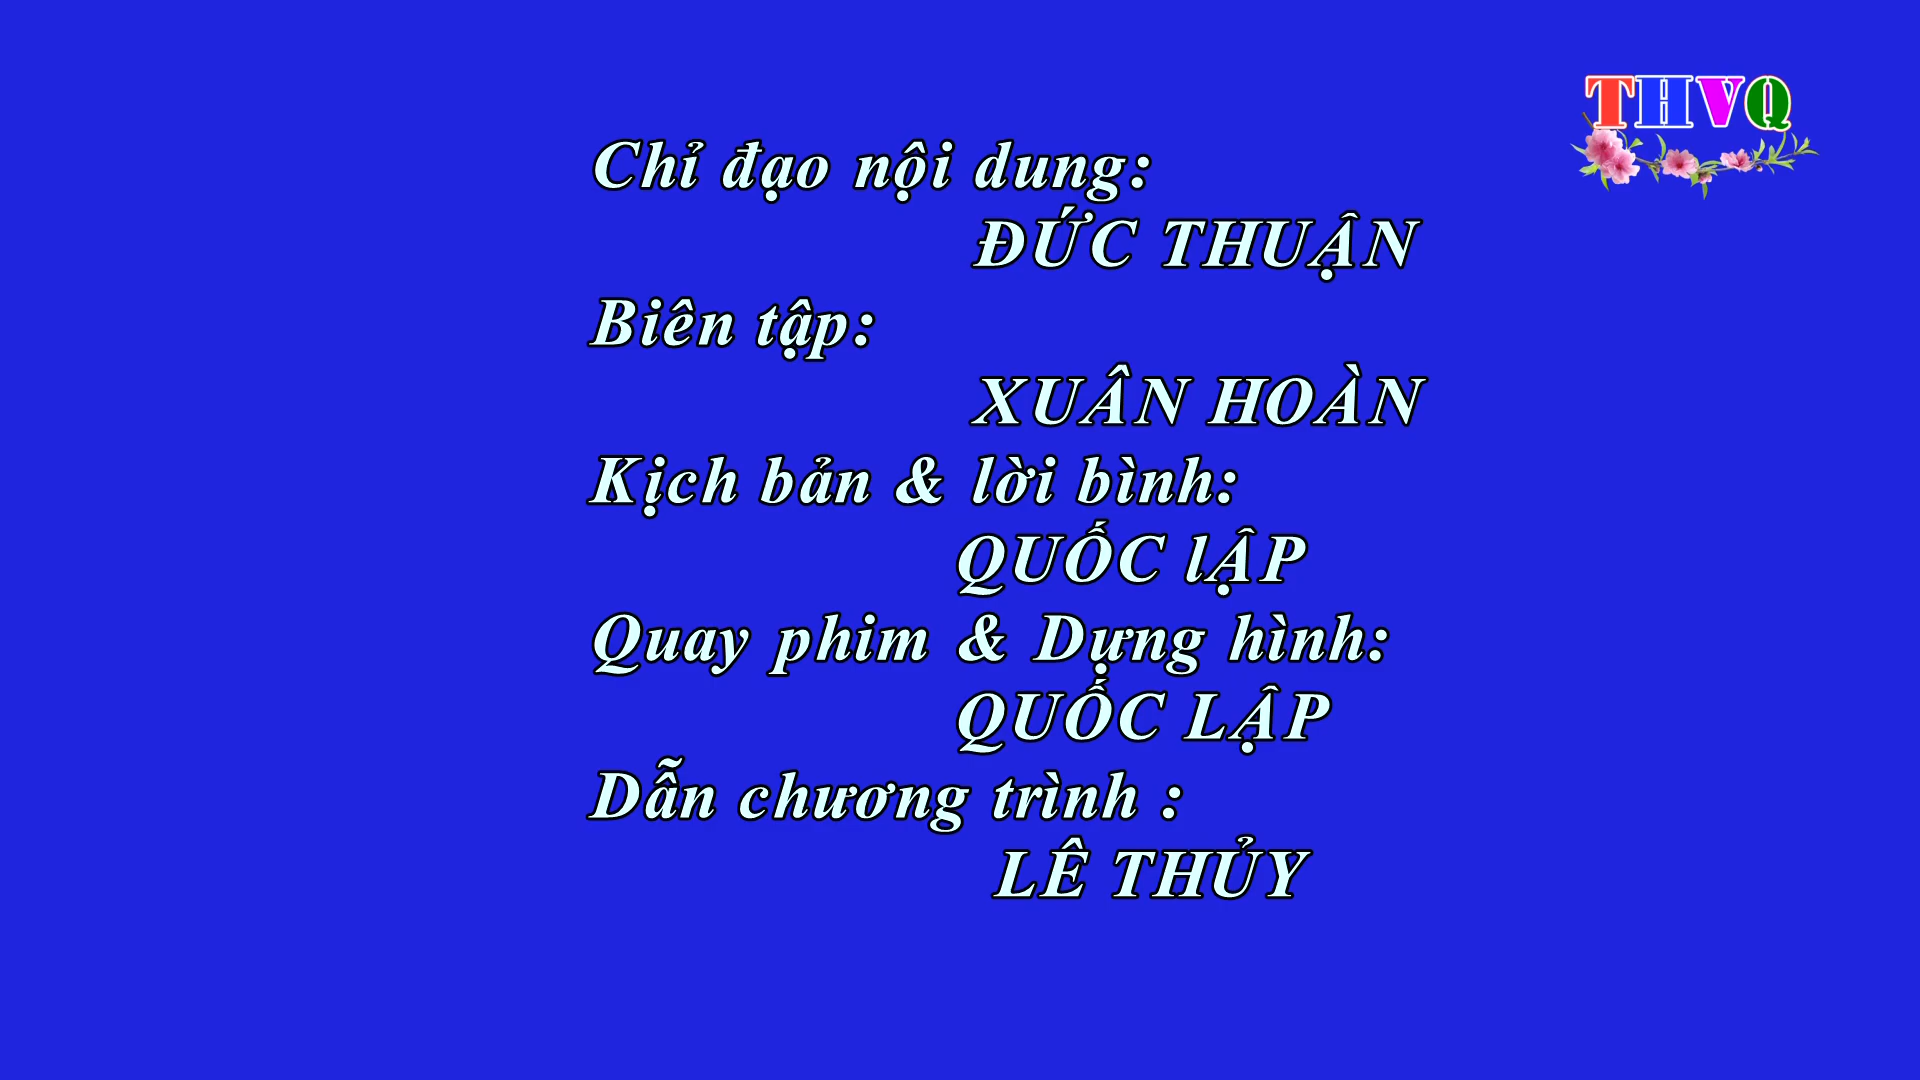 THVQ
Chỉ đạo nội dung:
ĐỨC THUẬN
Biên tập:
XUÂN HOÀN
Kịch bản & lời bình:
QUỐC lẬP
Quay phim & Dựng hình:
QUỐC LẬP
Dẫn chương trình :
LÊ THỦY